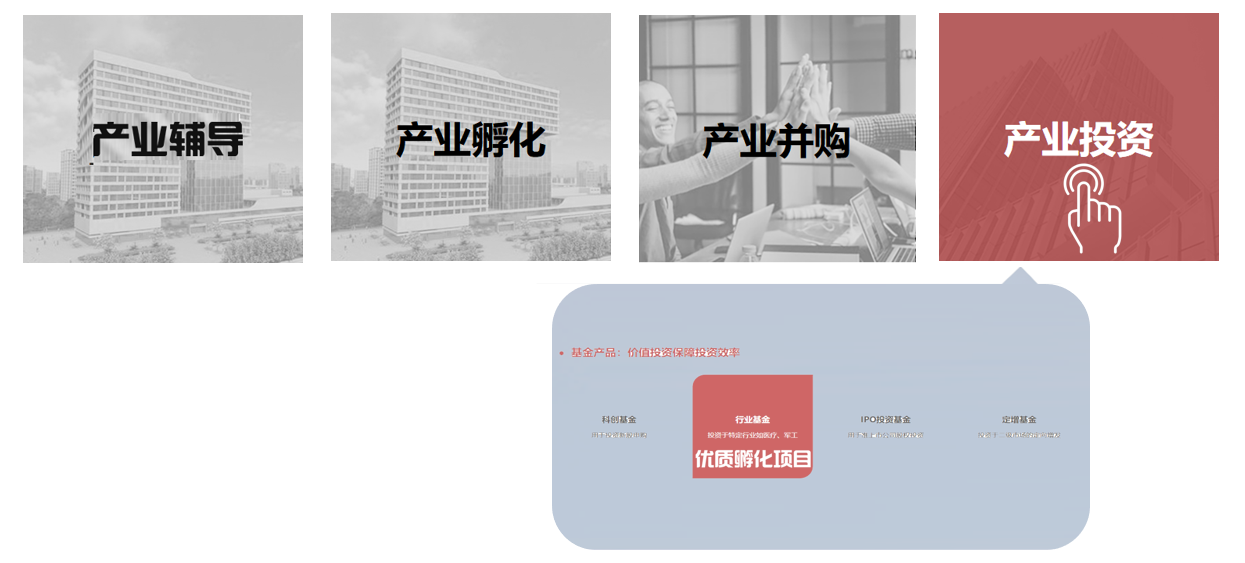 产业辅导
产业孵化
产业并购
产业投资
• 基金产品：价值投资保障投资效率
科创基金
行业基金
IPO投资基金
定增基金
投资于特定行业如医疗、军工
优质孵化项目